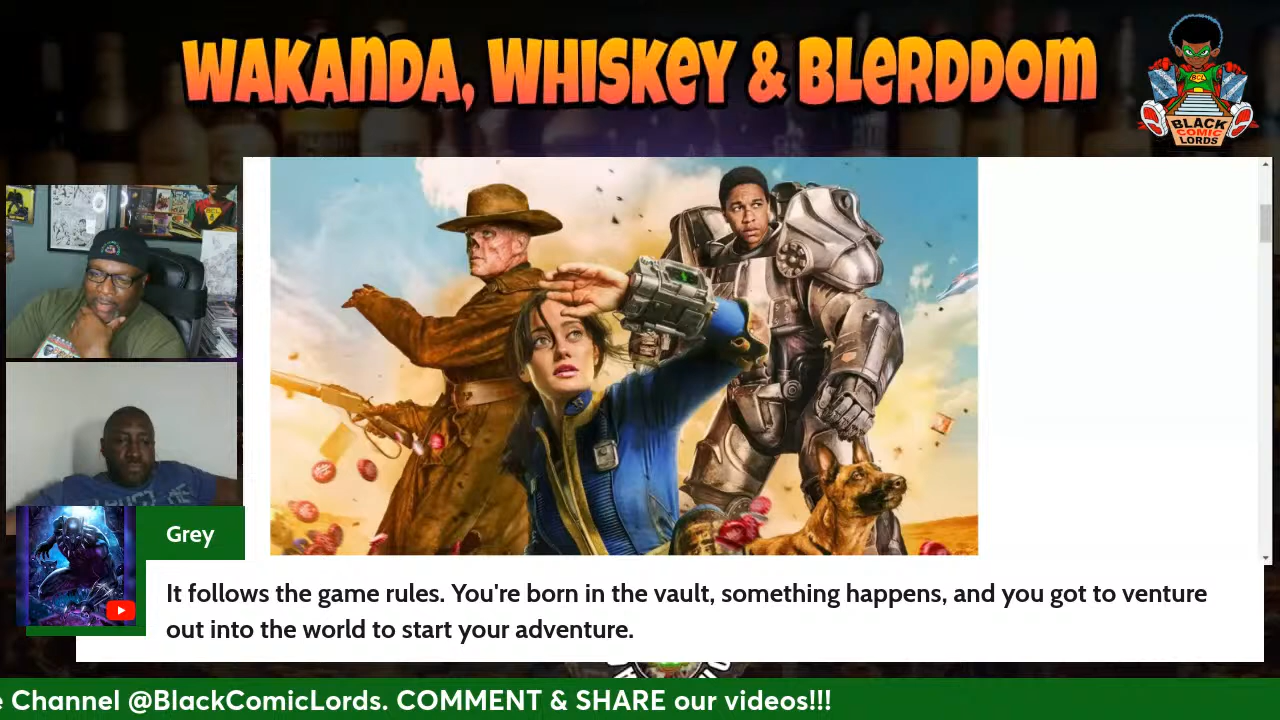 WAKANDA, WHISKEY & BLERDDOM
BCL
BLACK
COMIC
LORDS
Grey
It follows the game rules. You're born in the vault, something happens, and you got to venture
out into the world to start your adventure.
e Channel @BlackComicLords. COMMENT & SHARE our videos!!!